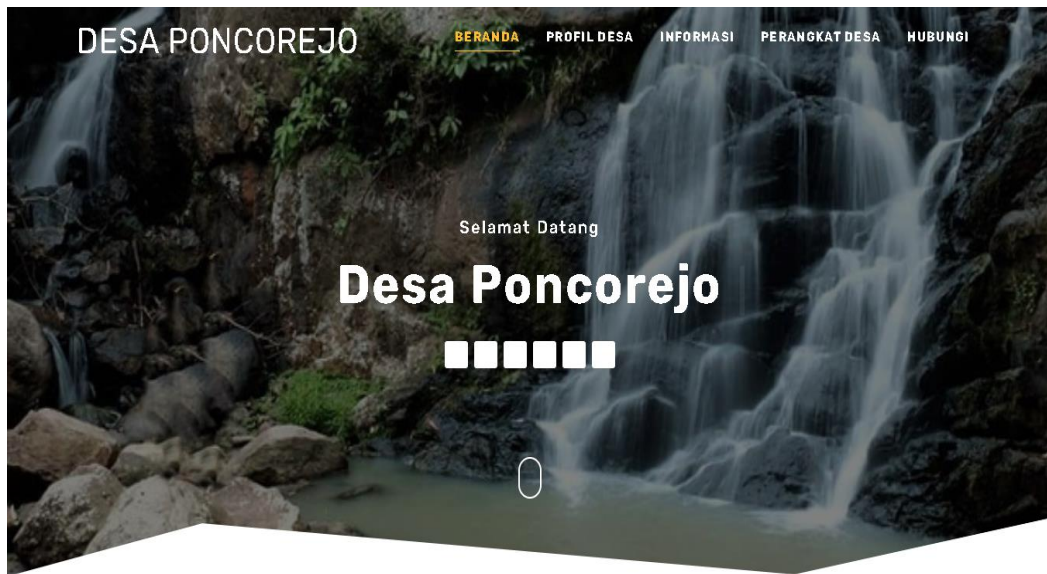 DESA PONCOREJO
BERANDA PROFIL DESA INFORMASI PERANGKAT DESA HUBUNGI
Selamat Datang
Desa Poncorejo